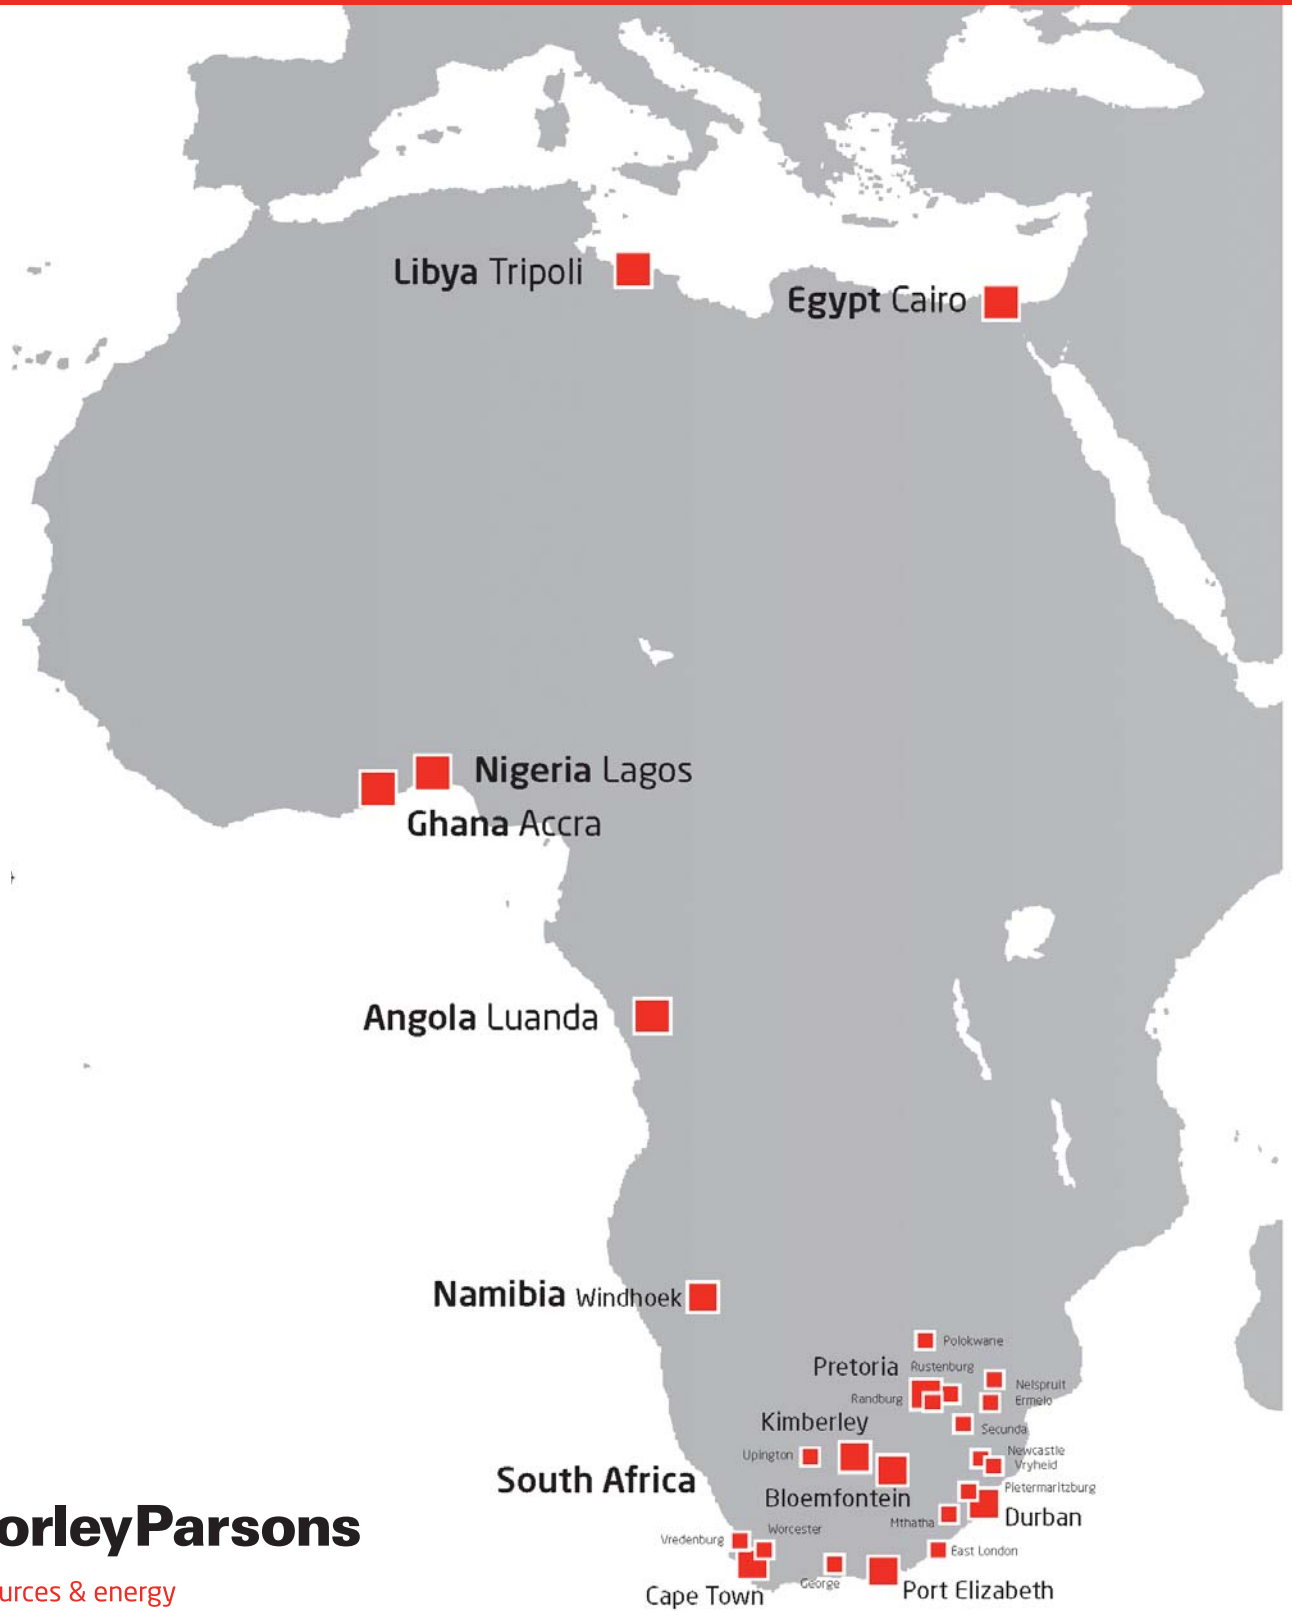 Libya Tripoli
Egypt Cairo
Nigeria Lagos
Ghana Accra
Angola Luanda
Namibia Windhoek
Polokwane
Pretoria
Rustenburg
Nelspruit
Randburg
Ermelo
Kimberley
Secunda
Upington
Newcastle
Vryheid
South Africa
Bloemfontein
Pietermaritzburg
Durban
Mthatha
Worcester
Vredenburg
East London
George
Cape Town
Port Elizabeth
orleyParsons
urces & energy